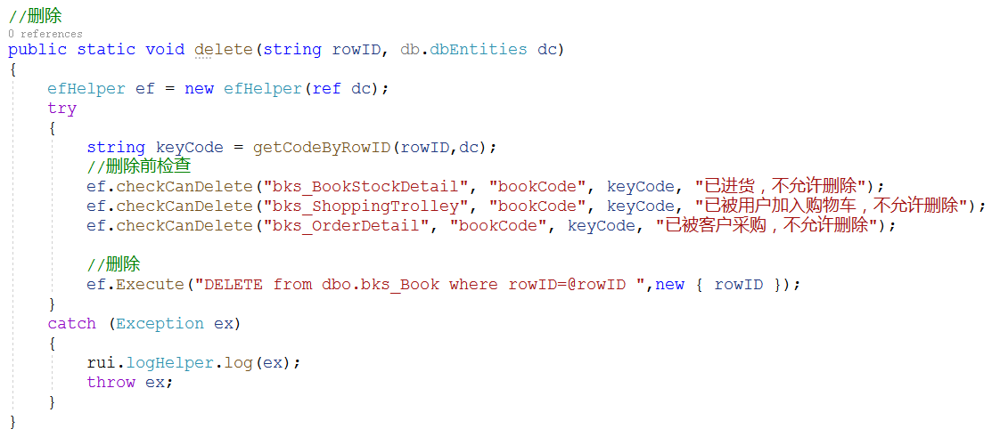 //删除
0 references
public static void delete(string rowID, db.dbEntities dc)
{
    efHelper ef = new efHelper(ref dc);
    try
    {
        string keyCode = getCodeByRowID(rowID,dc);
        //删除前检查
        ef.checkCanDelete("bks_BookStockDetail", "bookCode", keyCode, "已进货，不允许删除");
        ef.checkCanDelete("bks_ShoppingTrolley", "bookCode", keyCode, "已被用户加入购物车，不允许删除");
        ef.checkCanDelete("bks_OrderDetail", "bookCode", keyCode, "已被客户采购，不允许删除");

        //删除
        ef.Execute("DELETE from dbo.bks_Book where rowID=@rowID ",new { rowID });
    }
    catch (Exception ex)
    {
        rui.logHelper.log(ex);
        throw ex;
    }
}